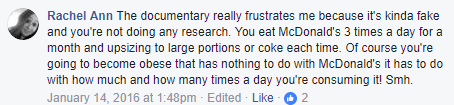 Rachel Ann The documentary really frustrates me because it's kinda fake
and you're not doing any research. You eat McDonald's 3 times a day for
a month and upsizing to large portions or coke each time. Of course you're
going to become obese that has nothing to do with McDonald's it has to do
with how much and how many times a day you're consuming it! Smh.
January 14, 2016 at 1:48pm · Edited · Like · 2